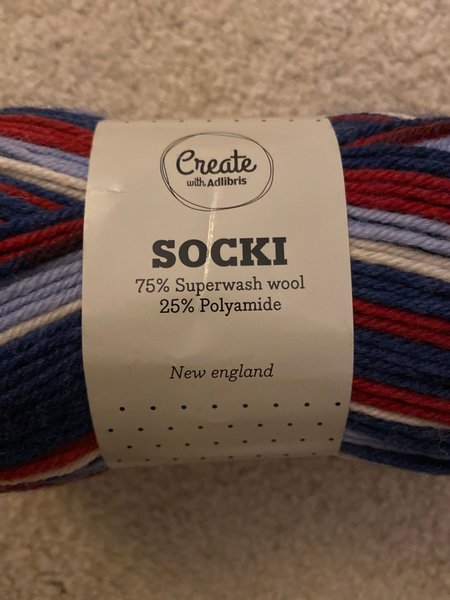 Create
with Adlibris
SOCKI
75% Superwash wool
25% Polyamide
New england